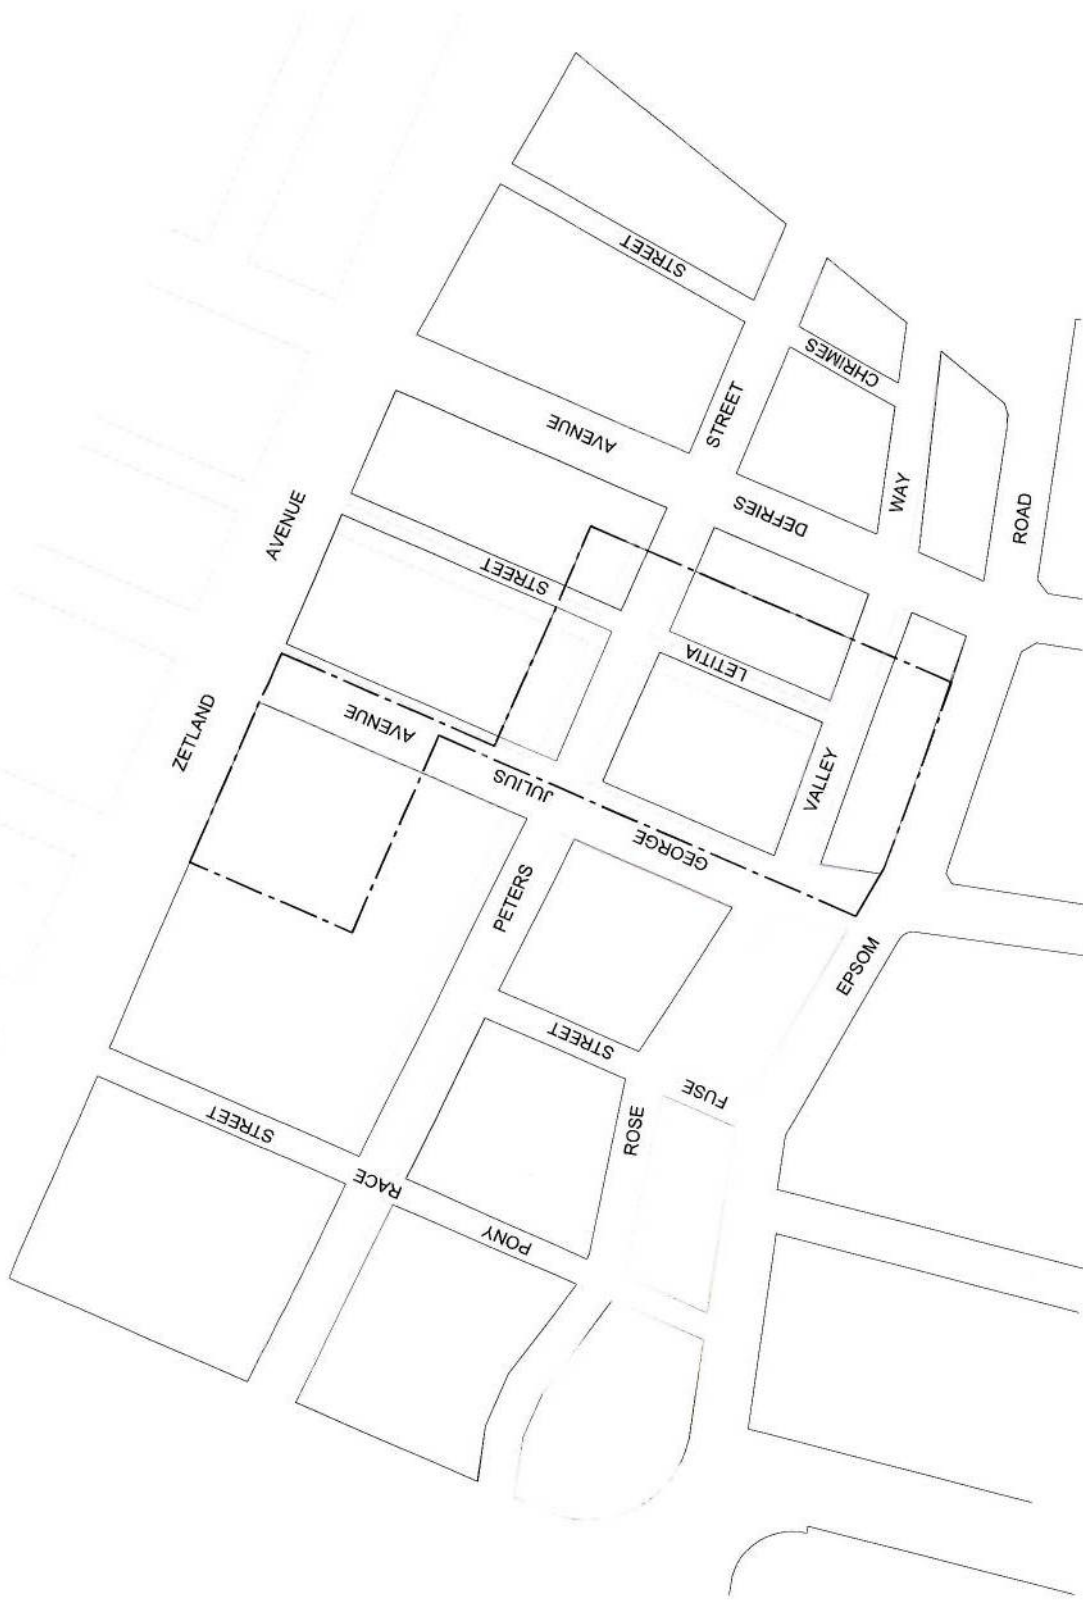 STREET
CHRIMES
AVENUE
DEFRIES
STREET
LETITIA
AVENUE
JULIUS
GEORGE
STREET
FUSE
STREET
RACE
PONY
ZETLAND
AVENUE
PETERS
STREET
ROSE
VALLEY
WAY
EPSOM
ROAD